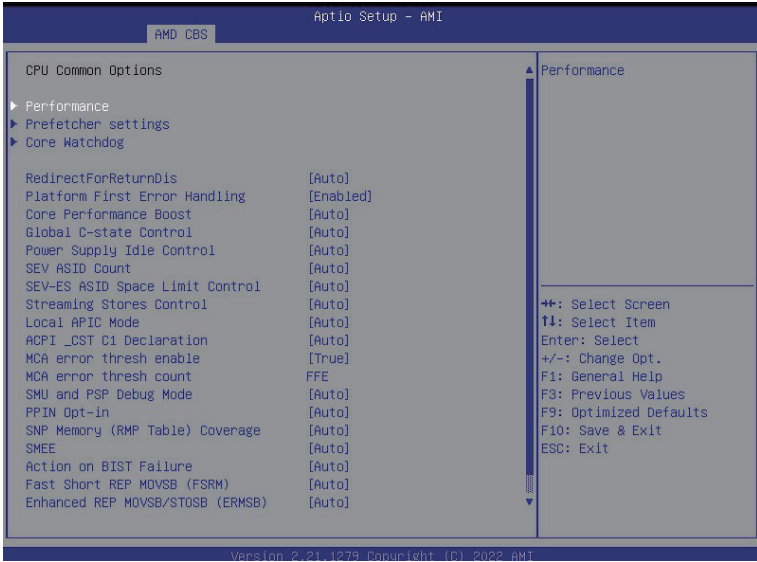 Aptio Setup – AMI
AMD CBS
CPU Common Options
Performance
Prefetcher settings
Core Watchdog
RedirectForReturnDis [Auto]
Platform First Error Handling [Enabled]
Core Performance Boost [Auto]
Global C-state Control [Auto]
Power Supply Idle Control [Auto]
SEV ASID Count [Auto]
SEV-ES ASID Space Limit Control [Auto]
Streaming Stores Control [Auto]
Local APIC Mode [Auto]
ACPI _CST C1 Declaration [Auto]
MCA error thresh enable [True]
MCA error thresh count FFE
SMU and PSP Debug Mode [Auto]
PPIN Opt-in [Auto]
SNP Memory (RMP Table) Coverage [Auto]
SMEE [Auto]
Action on BIST Failure [Auto]
Fast Short REP MOVSB (FSRM) [Auto]
Enhanced REP MOVSB/STOSB (ERMSB) [Auto]
Performance
→←: Select Screen
↑↓: Select Item
Enter: Select
+/-: Change Opt.
F1: General Help
F3: Previous Values
F9: Optimized Defaults
F10: Save & Exit
ESC: Exit
Version 2.21.1279 Copyright (C) 2022 AMI